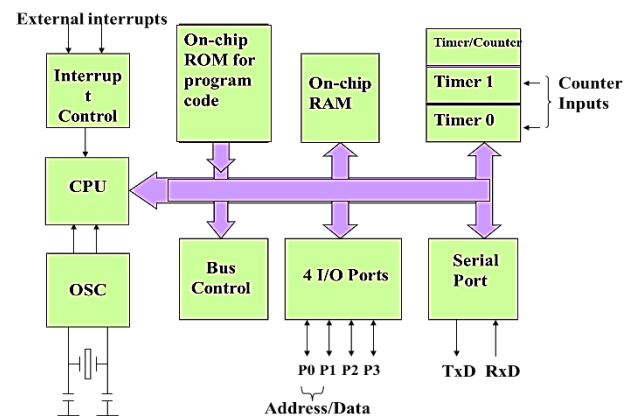 External interrupts
Interrup
t
Control
On-chip
ROM for
program
code
On-chip
RAM
Timer/Counter
Timer 1
Timer 0
Counter
Inputs
CPU
OSC
Bus
Control
4 I/O Ports
Serial
Port
P0 P1 P2 P3
Address/Data
TxD RxD